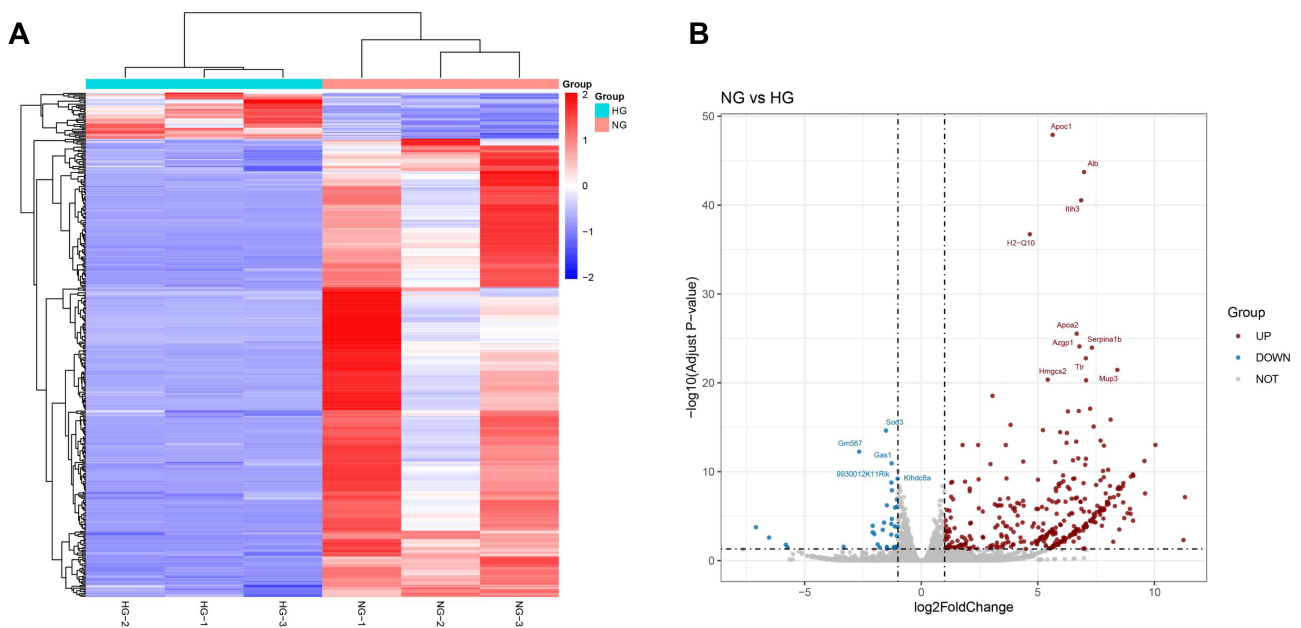 A
Group
Group
HG
NG
2
1
0
−1
−2
HG−2
HG−1
HG−3
NG−1
NG−2
NG−3
B
NG vs HG
−log10(Adjust P−value)
50
40
30
20
10
0
Apoc1
Alb
Itih3
H2−Q10
Apoa2
Azgp1
Serpina1b
Ttr
Hmgcs2
Mup3
Sod3
Gm567
Gas1
9930012K11Rik
Klhdc8a
−5
0
5
10
log2FoldChange
Group
UP
DOWN
NOT